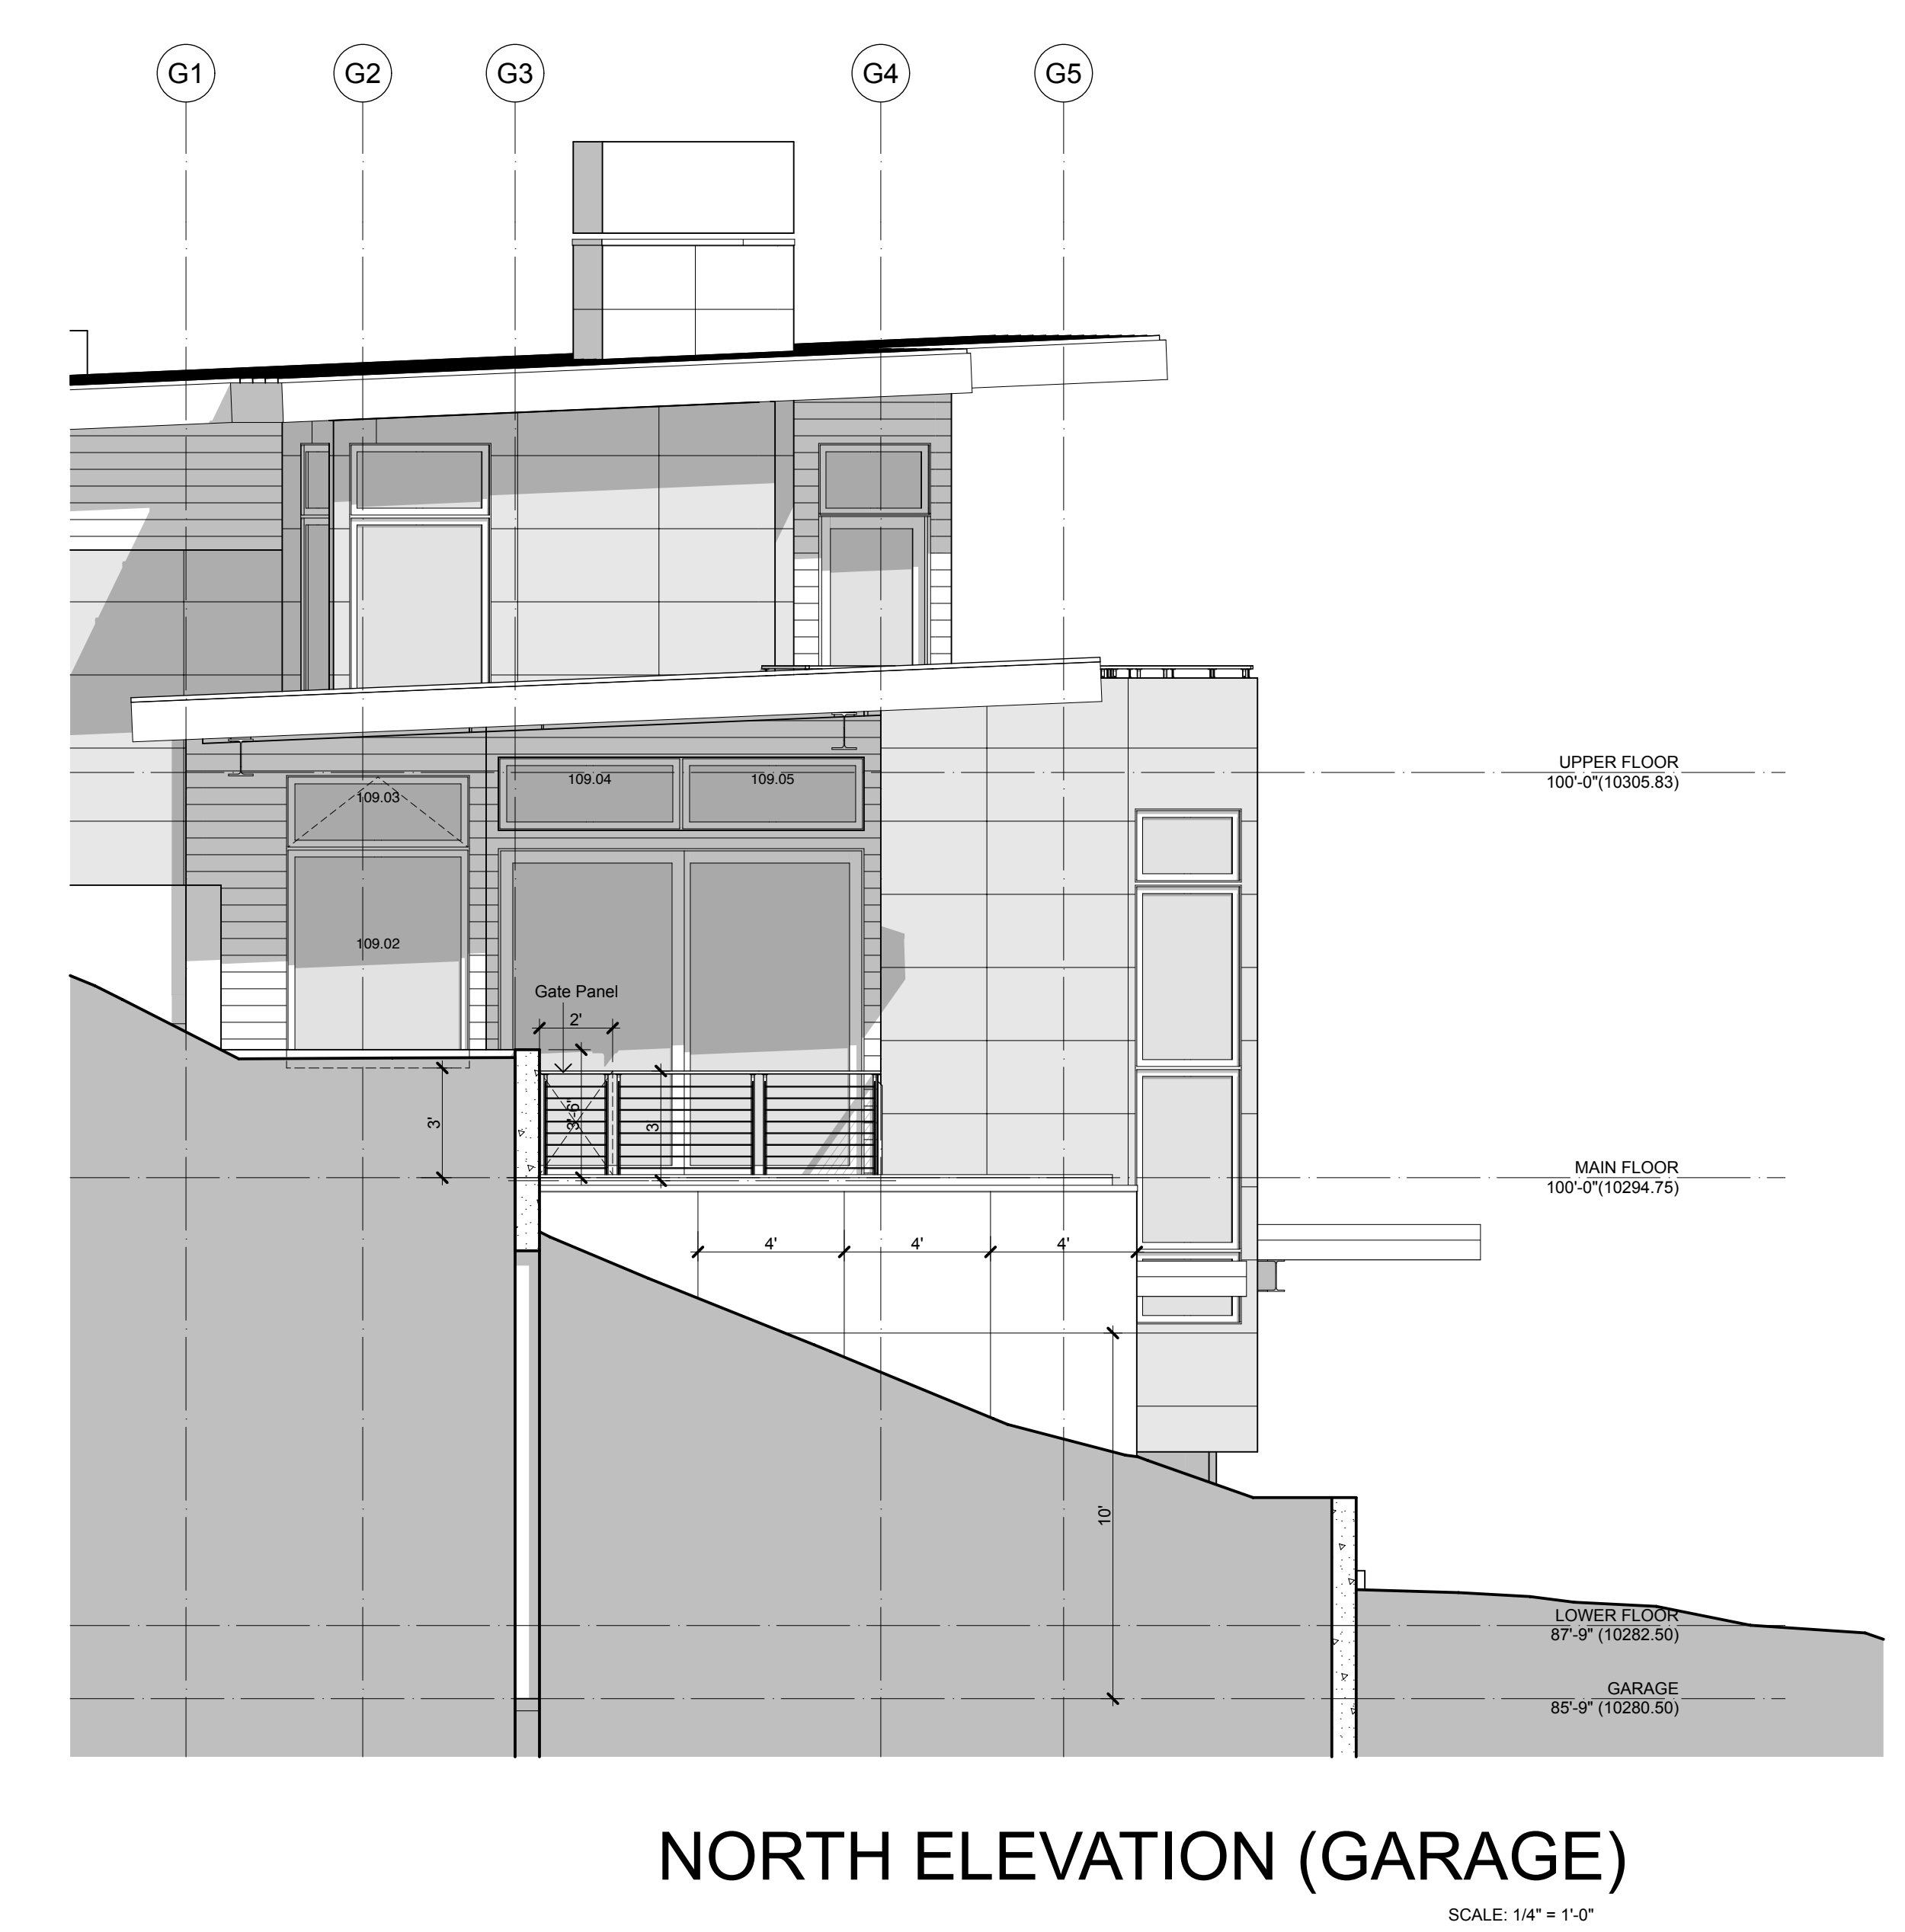 G1 G2 G3 G4 G5
UPPER FLOOR
100'-0"(10305.83)
109.04 109.05
109.03
109.02
Gate Panel
2'
3'
3'-6"
3'
MAIN FLOOR
100'-0"(10294.75)
4' 4' 4'
10'
LOWER FLOOR
87'-9" (10282.50)
GARAGE
85'-9" (10280.50)
NORTH ELEVATION (GARAGE)
SCALE: 1/4" = 1'-0"